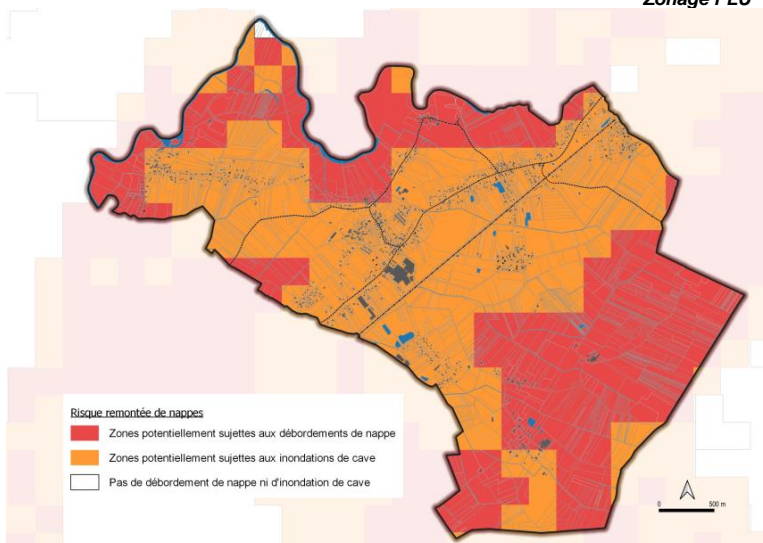 Zonage PLU
Risque remontée de nappes
Zones potentiellement sujettes aux débordements de nappe
Zones potentiellement sujettes aux inondations de cave
Pas de débordement de nappe ni d'inondation de cave
0 500 m